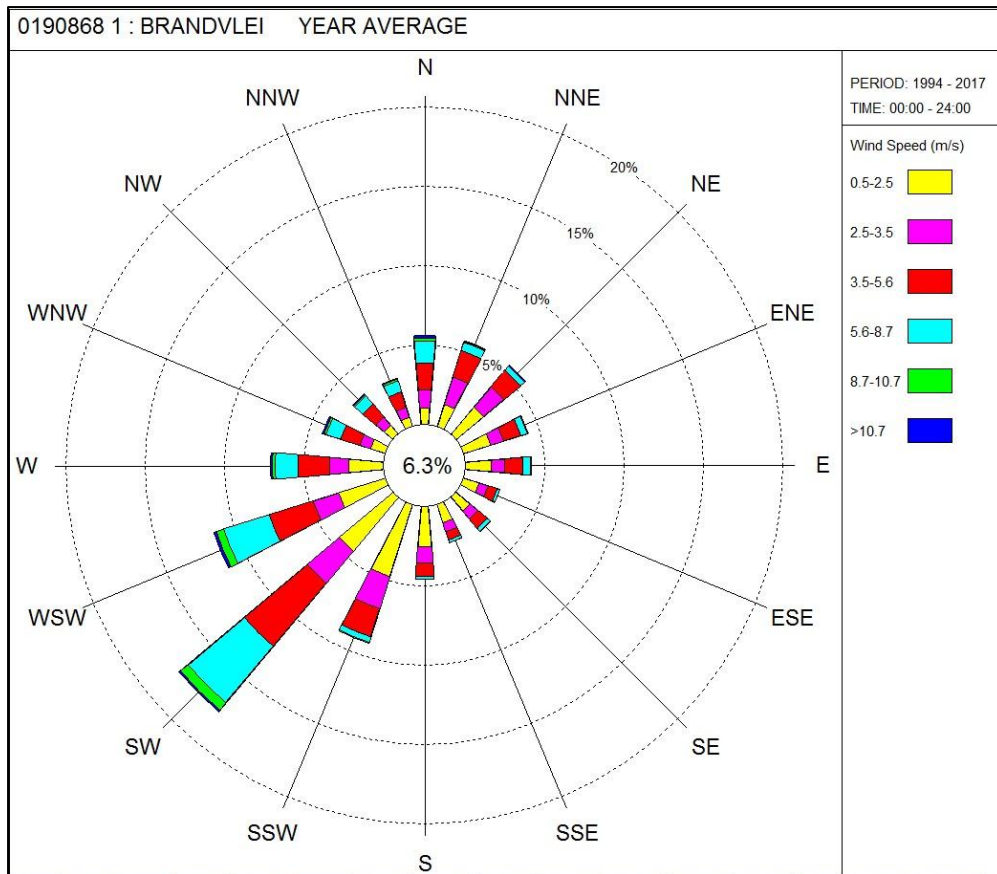 0190868 1 : BRANDVLEI YEAR AVERAGE
PERIOD: 1994 - 2017
TIME: 00:00 - 24:00
Wind Speed (m/s)
0.5-2.5
2.5-3.5
3.5-5.6
5.6-8.7
8.7-10.7
>10.7
N
NNW
NNE
20%
NW
NE
15%
10%
WNW
ENE
5%
W
6.3%
E
WSW
ESE
SW
SE
SSW
SSE
S